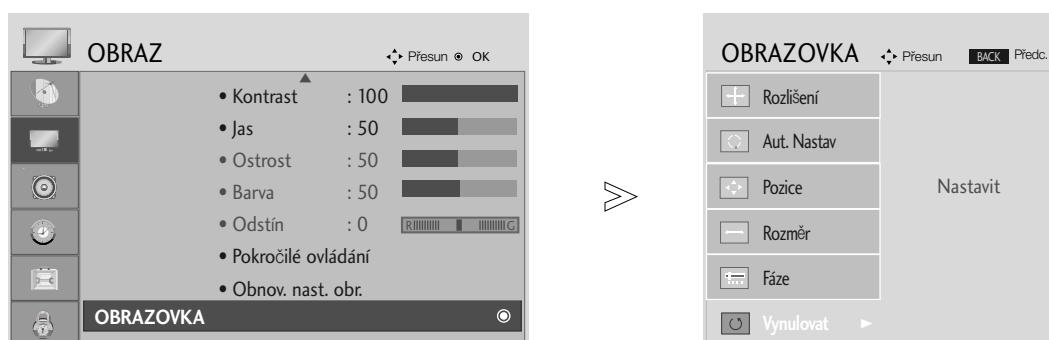 OBRAZ
Přesun OK
• Kontrast : 100
• Jas : 50
• Ostrost : 50
• Barva : 50
• Odstín : 0 R G
• Pokročilé ovládání
• Obnov. nast. obr.
OBRAZOVKA
OBRAZOVKA
Přesun BACK Předc.
Rozlišení
Aut. Nastav
Pozice
Rozměr
Fáze
Vynulovat
Nastavit